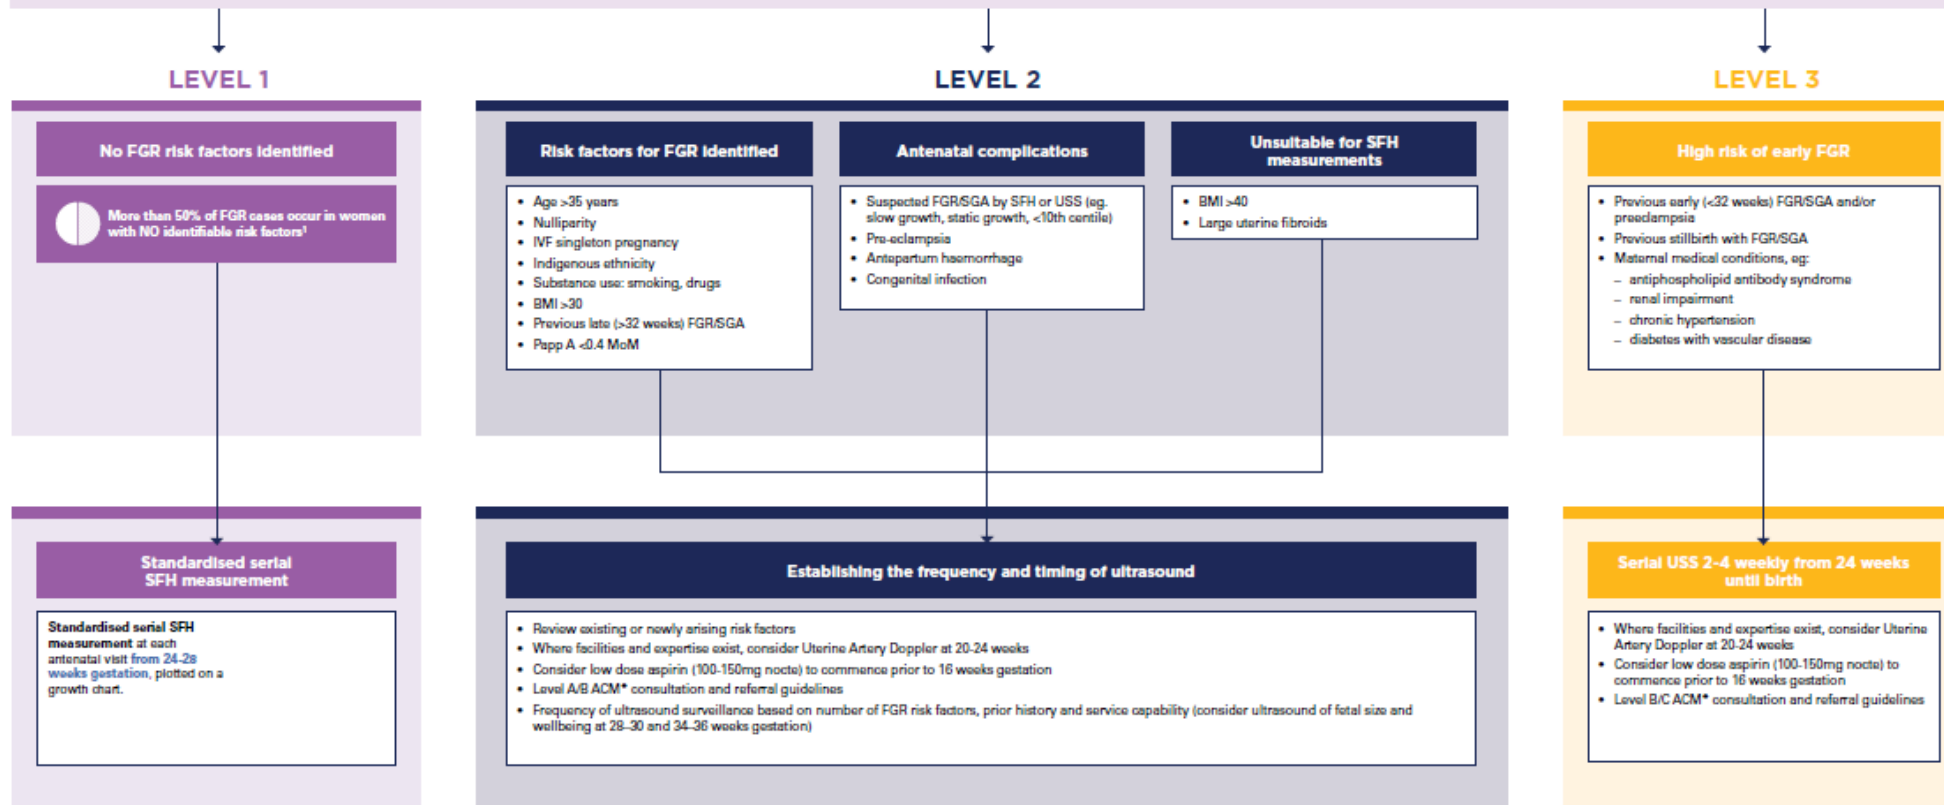 LEVEL 1
No FGR risk factors identified
More than 50% of FGR cases occur in women
with NO identifiable risk factors¹
Standardised serial
SFH measurement
Standardised serial SFH
measurement at each
antenatal visit from 24-28
weeks gestation, plotted on a
growth chart.
LEVEL 2
Risk factors for FGR identified
• Age >35 years
• Nulliparity
• IVF singleton pregnancy
• Indigenous ethnicity
• Substance use: smoking, drugs
• BMI >30
• Previous late (>32 weeks) FGR/SGA
• Papp A <0.4 MoM
Antenatal complications
• Suspected FGR/SGA by SFH or USS (eg.
slow growth, static growth, <10th centile)
• Pre-eclampsia
• Antepartum haemorrhage
• Congenital infection
Unsuitable for SFH
measurements
• BMI >40
• Large uterine fibroids
Establishing the frequency and timing of ultrasound
• Review existing or newly arising risk factors
• Where facilities and expertise exist, consider Uterine Artery Doppler at 20-24 weeks
• Consider low dose aspirin (100-150mg nocte) to commence prior to 16 weeks gestation
• Level A/B ACM* consultation and referral guidelines
• Frequency of ultrasound surveillance based on number of FGR risk factors, prior history and service capability (consider ultrasound of fetal size and
wellbeing at 28–30 and 34–36 weeks gestation)
LEVEL 3
High risk of early FGR
• Previous early (<32 weeks) FGR/SGA and/or
preeclampsia
• Previous stillbirth with FGR/SGA
• Maternal medical conditions, eg:
– antiphospholipid antibody syndrome
– renal impairment
– chronic hypertension
– diabetes with vascular disease
Serial USS 2-4 weekly from 24 weeks
until birth
• Where facilities and expertise exist, consider Uterine
Artery Doppler at 20-24 weeks
• Consider low dose aspirin (100-150mg nocte) to
commence prior to 16 weeks gestation
• Level B/C ACM* consultation and referral guidelines